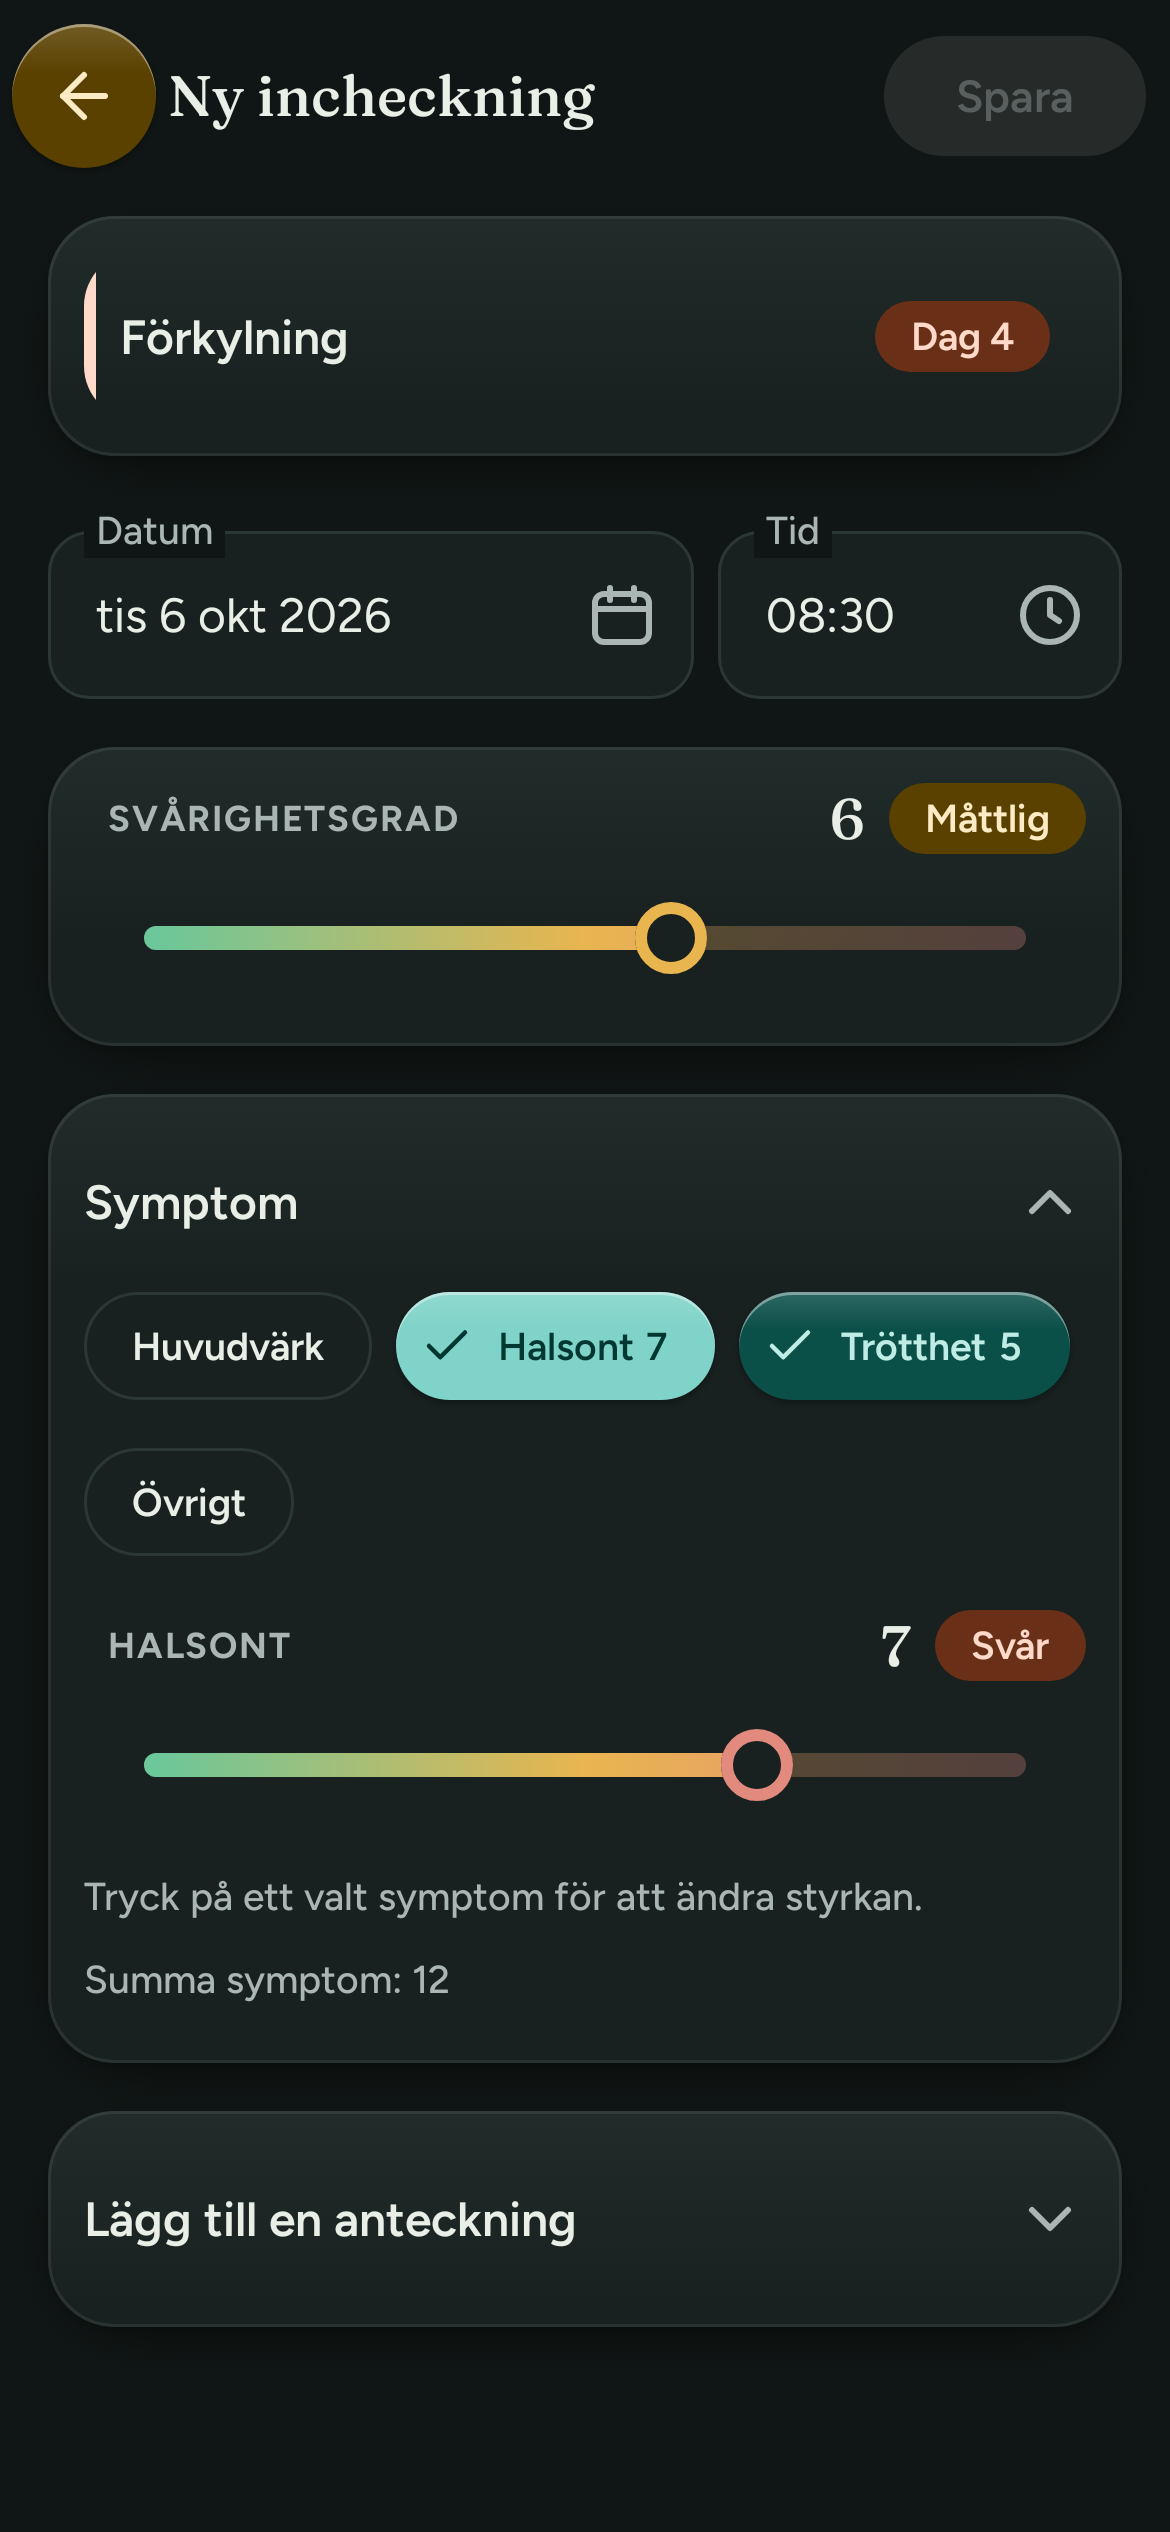 Ny incheckning
Spara
Förkylning
Dag 4
Datum
Tid
tis 6 okt 2026
08:30
SVÅRIGHETSGRAD
6
Måttlig
Symptom
Huvudvärk
Halsont 7
Trötthet 5
Övrigt
HALSONT
7
Svår
Tryck på ett valt symptom för att ändra styrkan.
Summa symptom: 12
Lägg till en anteckning